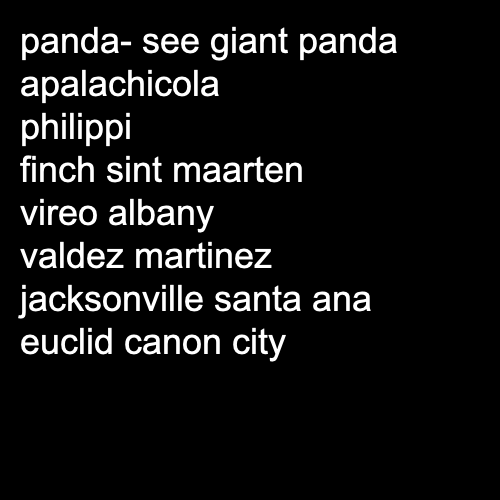 panda- see giant panda
apalachicola
philippi
finch sint maarten
vireo albany
valdez martinez
jacksonville santa ana
euclid canon city